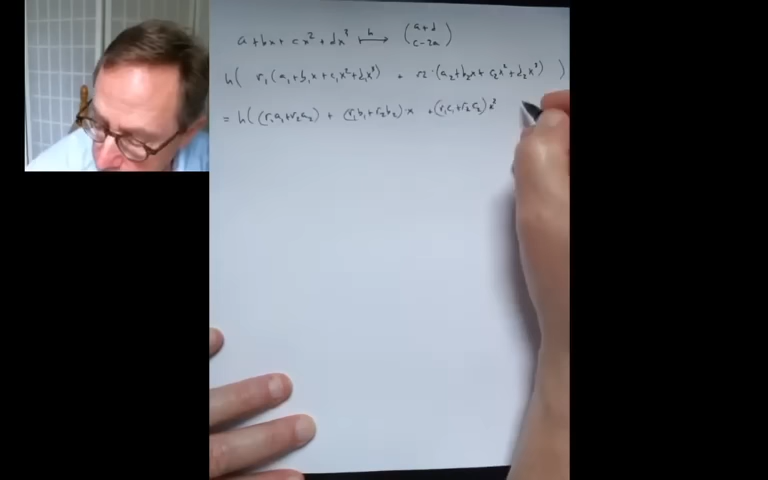 a + bx + cx² + dx³ ⟼ʰ (a+d
c-2a)
h( r₁(a₁+b₁x+c₁x²+d₁x³) + r2·(a₂+b₂x+c₂x²+d₂x³) )
= h( (r₁a₁+r₂a₂) + (r₁b₁+r₂b₂)·x + (r₁c₁+r₂c₂)x²